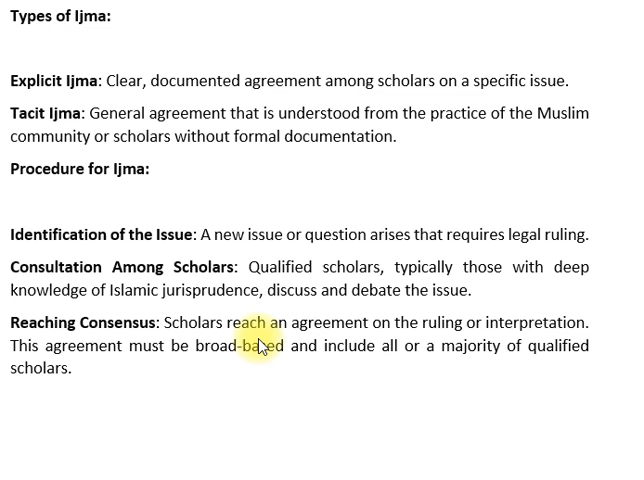 Types of Ijma:
Explicit Ijma: Clear, documented agreement among scholars on a specific issue.
Tacit Ijma: General agreement that is understood from the practice of the Muslim
community or scholars without formal documentation.
Procedure for Ijma:
Identification of the Issue: A new issue or question arises that requires legal ruling.
Consultation Among Scholars: Qualified scholars, typically those with deep
knowledge of Islamic jurisprudence, discuss and debate the issue.
Reaching Consensus: Scholars reach an agreement on the ruling or interpretation.
This agreement must be broad-based and include all or a majority of qualified
scholars.